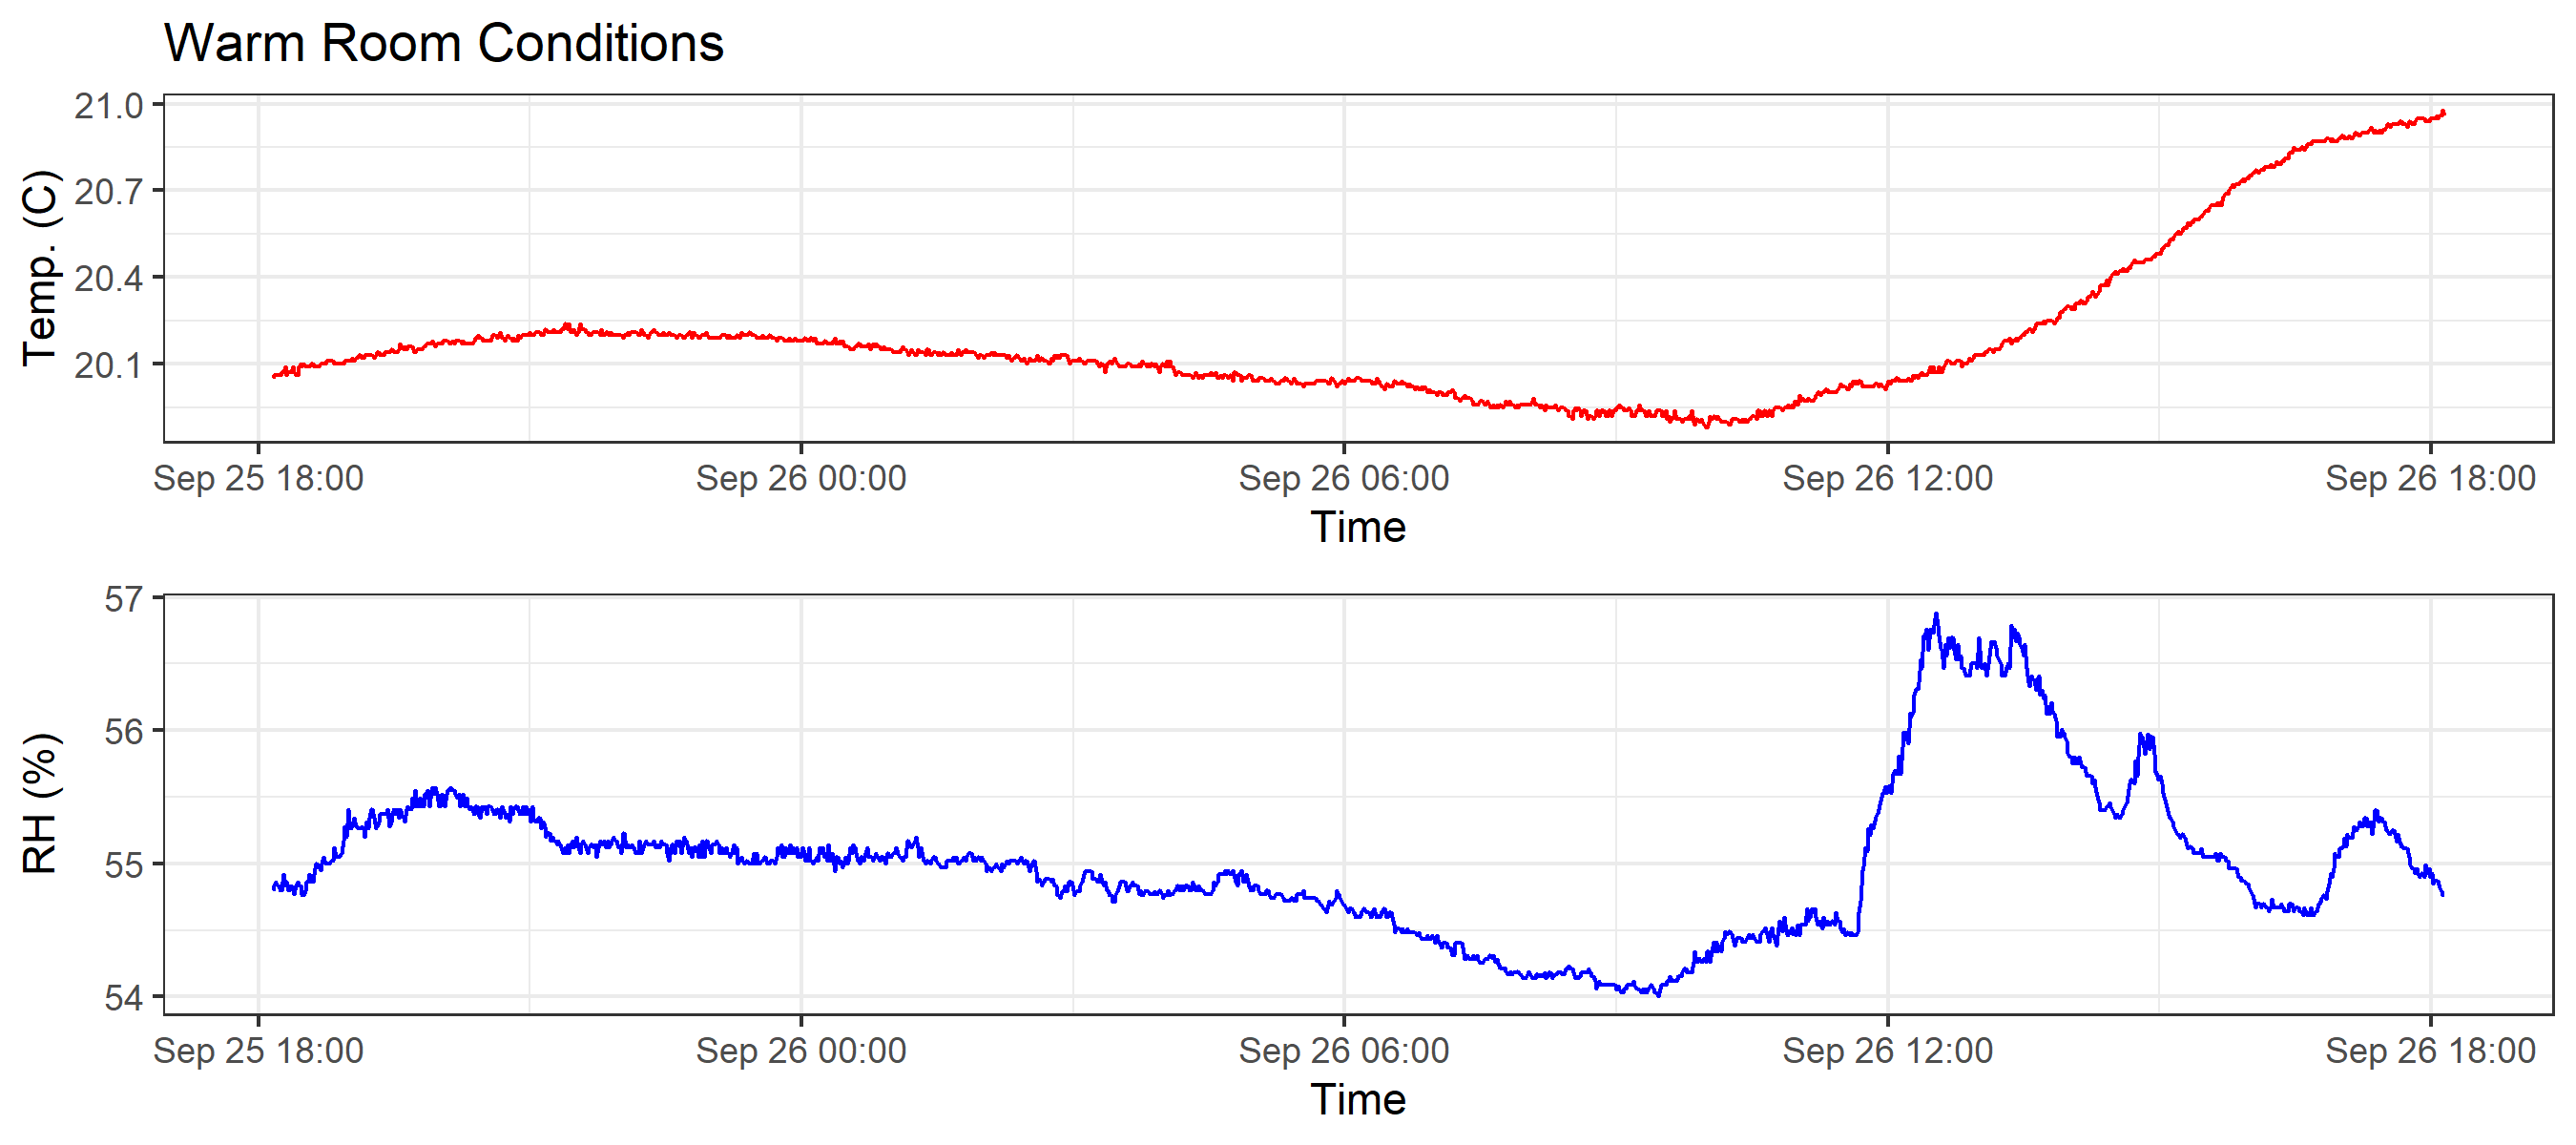 Warm Room Conditions
Temp. (C)
21.0
20.7
20.4
20.1
Sep 25 18:00 Sep 26 00:00 Sep 26 06:00 Sep 26 12:00 Sep 26 18:00
Time
RH (%)
57
56
55
54
Sep 25 18:00 Sep 26 00:00 Sep 26 06:00 Sep 26 12:00 Sep 26 18:00
Time